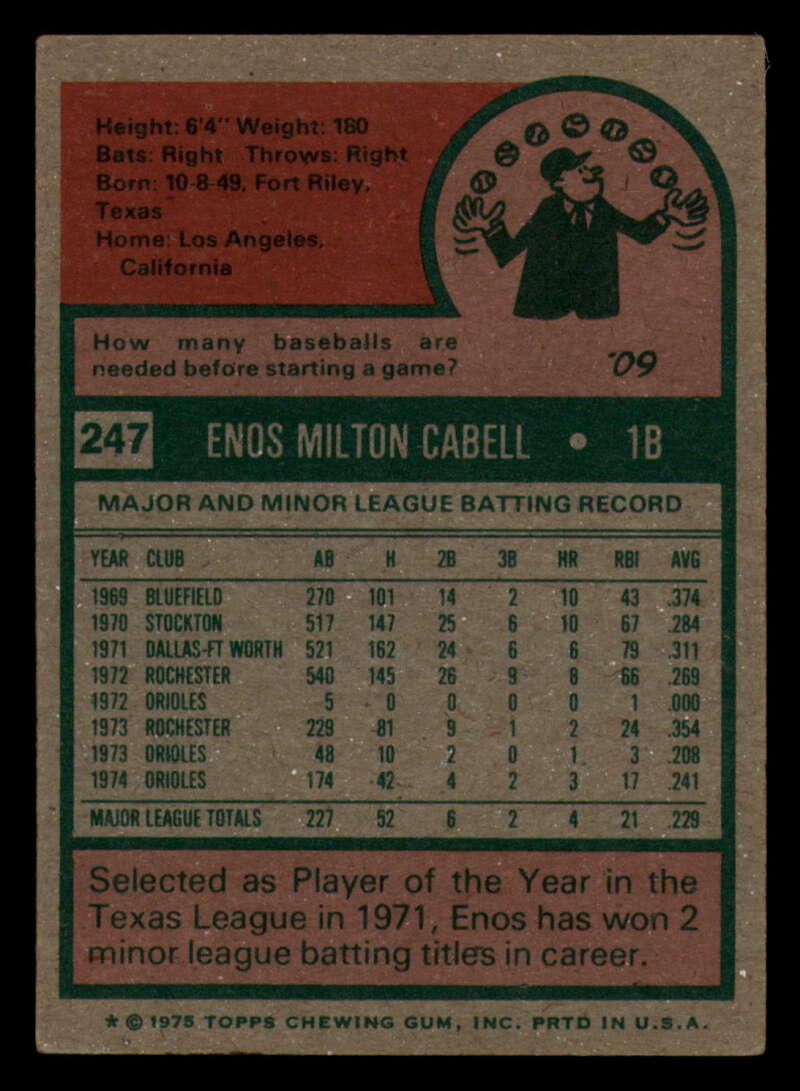 Height: 6'4" Weight: 180
Bats: Right Throws: Right
Born: 10-8-49, Fort Riley,
Texas
Home: Los Angeles,
California
How many baseballs are
needed before starting a game?
60.
247 ENOS MILTON CABELL • 1B
MAJOR AND MINOR LEAGUE BATTING RECORD
YEAR CLUB AB H 2B 3B HR RBI AVG
1969 BLUEFIELD 270 101 14 2 10 43 .374
1970 STOCKTON 517 147 25 6 10 67 .284
1971 DALLAS-FT WORTH 521 162 24 6 6 79 .311
1972 ROCHESTER 540 145 26 9 8 66 .269
1972 ORIOLES 5 0 0 0 0 1 .000
1973 ROCHESTER 229 81 9 1 2 24 .354
1973 ORIOLES 48 10 2 0 1 3 .208
1974 ORIOLES 174 42 4 2 3 17 .241
MAJOR LEAGUE TOTALS 227 52 6 2 4 21 .229
Selected as Player of the Year in the
Texas League in 1971, Enos has won 2
minor league batting titles in career.
* © 1975 TOPPS CHEWING GUM, INC. PRTD IN U.S.A.